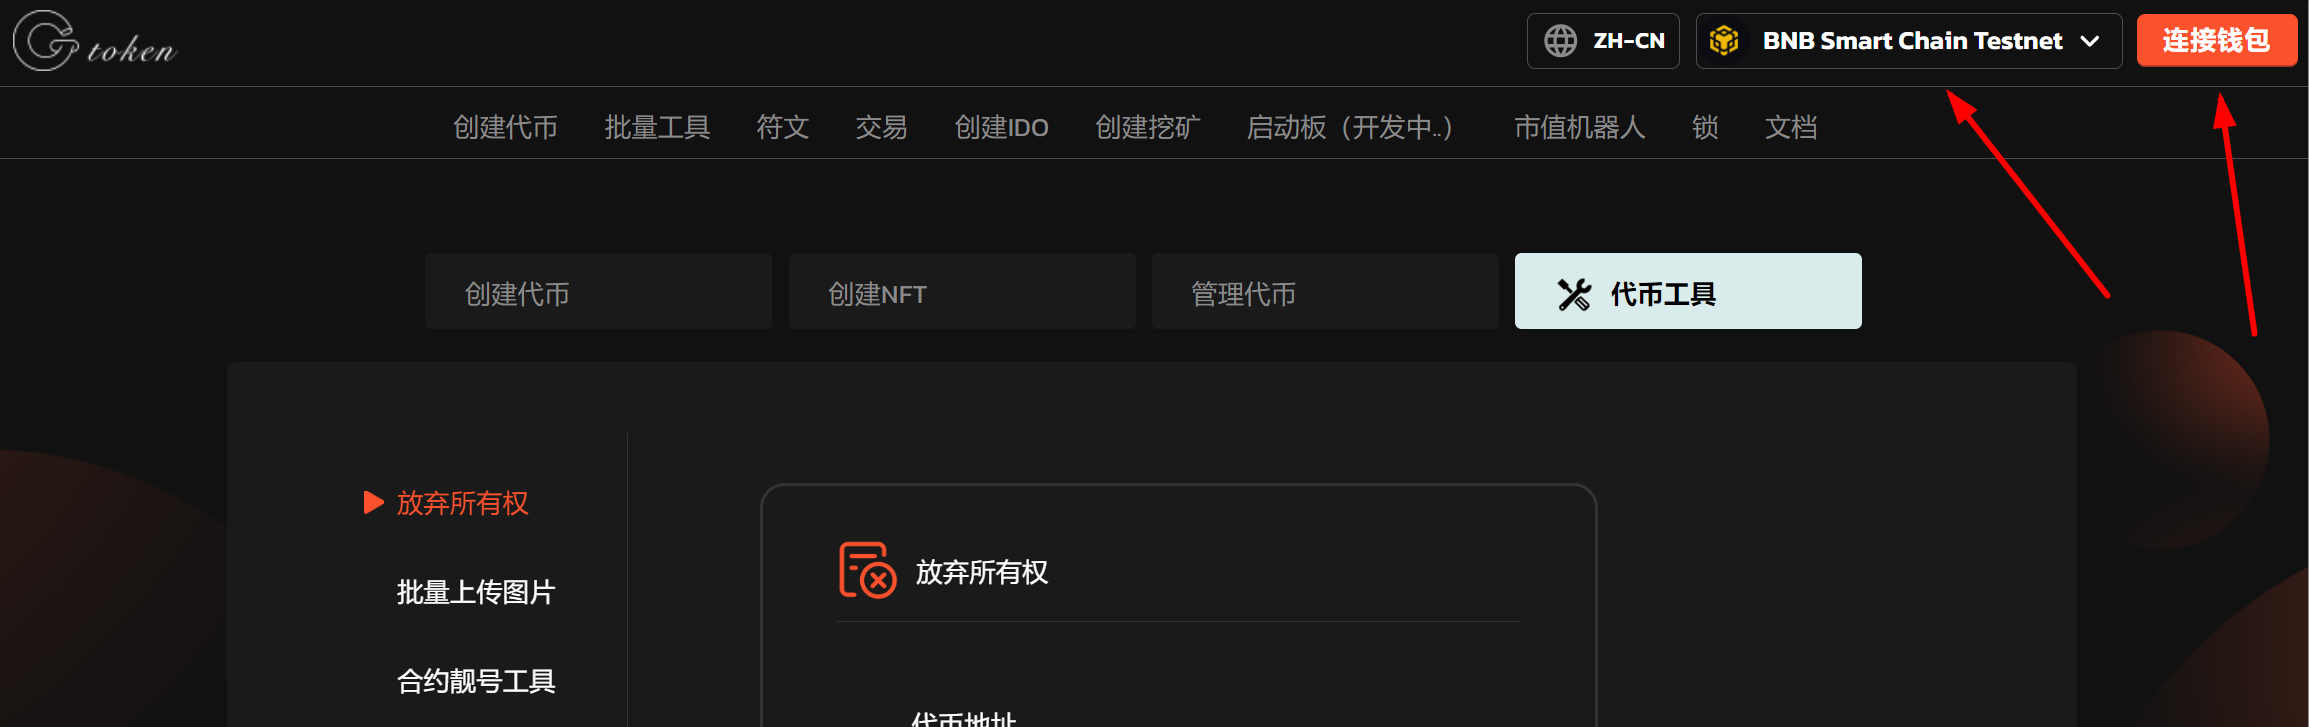 GP token
ZH-CN
BNB Smart Chain Testnet
连接钱包
创建代币 批量工具 符文 交易 创建IDO 创建挖矿 启动板（开发中..） 市值机器人 锁 文档
创建代币 创建NFT 管理代币 代币工具
放弃所有权
批量上传图片
合约靓号工具
放弃所有权
代币地址